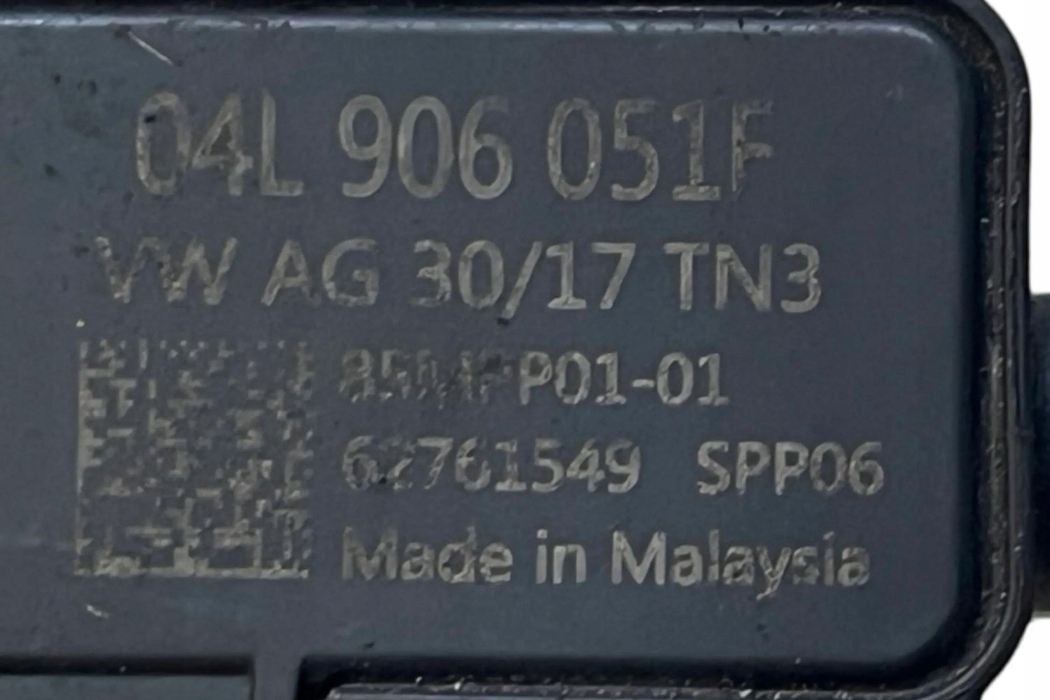 04L 906 051F
VW AG 30/17 TN3
62761549 SPP06
Made in Malaysia